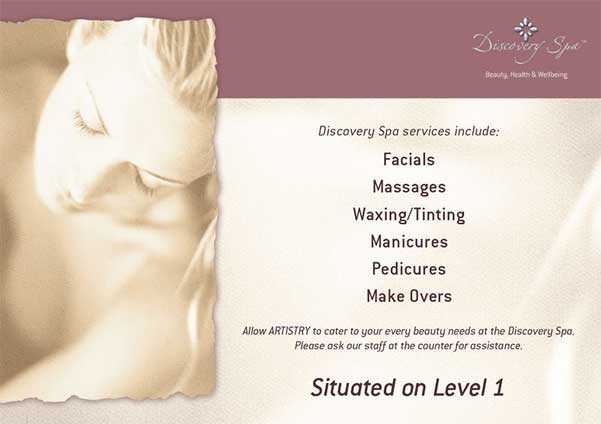 Discovery Spa™
Beauty, Health & Wellbeing
Discovery Spa services include:
Facials
Massages
Waxing/Tinting
Manicures
Pedicures
Make Overs
Allow ARTISTRY to cater to your every beauty needs at the Discovery Spa.
Please ask our staff at the counter for assistance.
Situated on Level 1